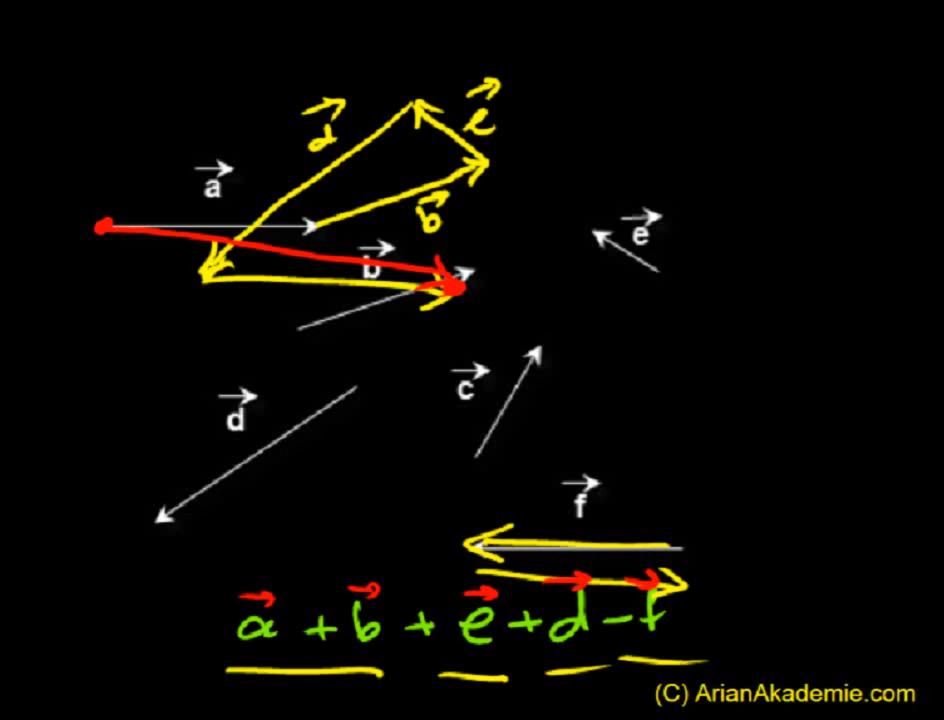 d
e
a
b
b
e
c
d
f
a + b + e + d - f
(C) ArianAkademie.com